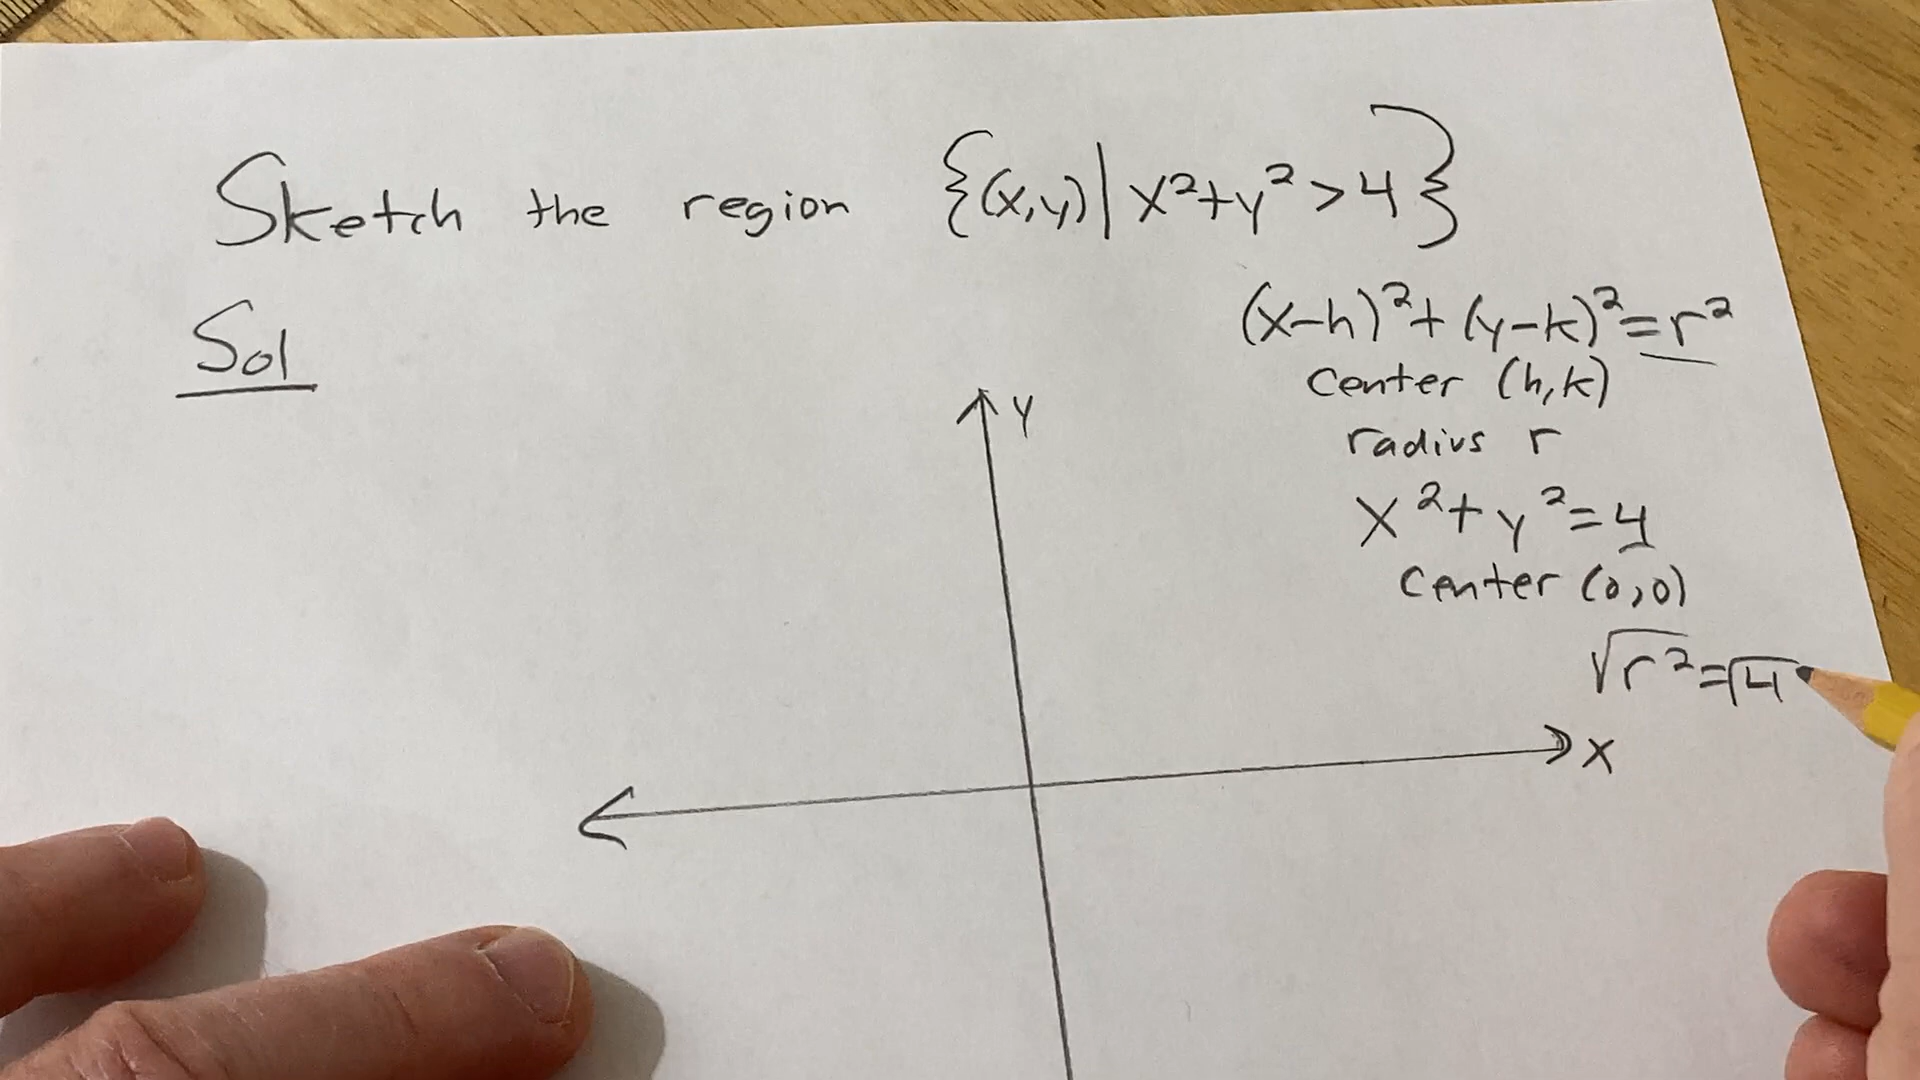 Sketch the region {(x,y)|x²+y²>4}
Sol
(x-h)²+(y-k)²=r²
center (h,k)
radius r
x²+y²=4
center (0,0)
√r²=√4
y
x